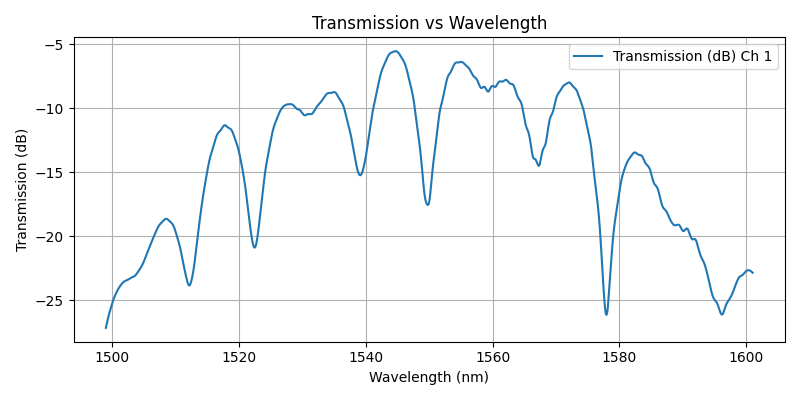 Transmission vs Wavelength
Transmission (dB) Ch 1
Transmission (dB)
−5
−10
−15
−20
−25
1500
1520
1540
1560
1580
1600
Wavelength (nm)